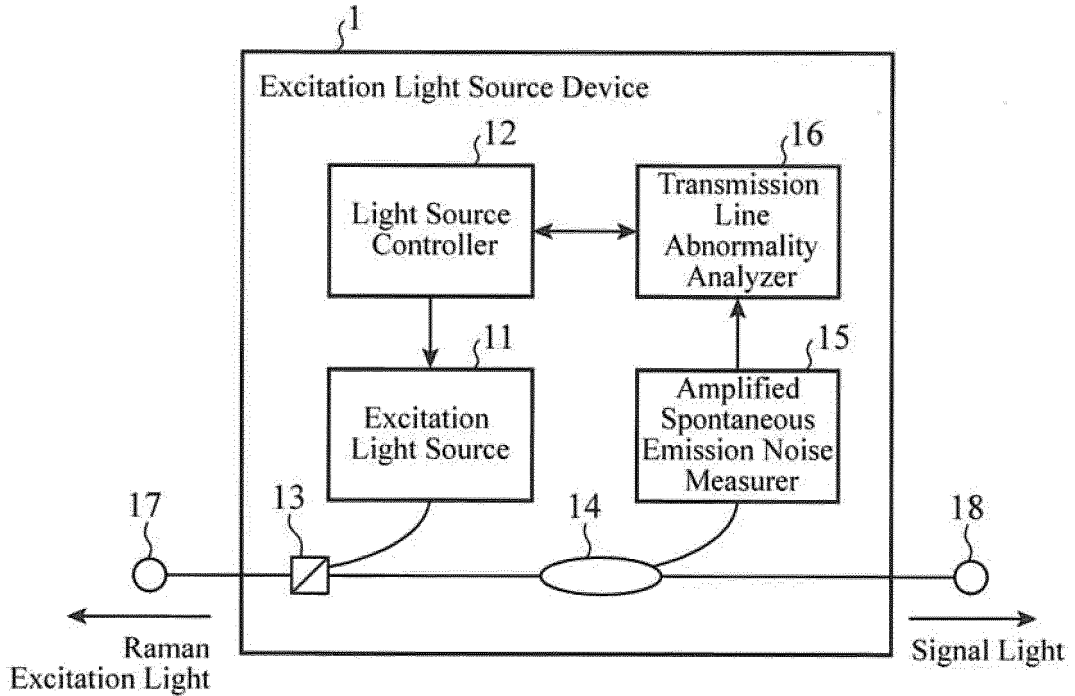 1
Excitation Light Source Device
12
Light Source
Controller
16
Transmission
Line
Abnormality
Analyzer
11
Excitation
Light Source
15
Amplified
Spontaneous
Emission Noise
Measurer
17
13
14
18
Raman
Excitation Light
Signal Light